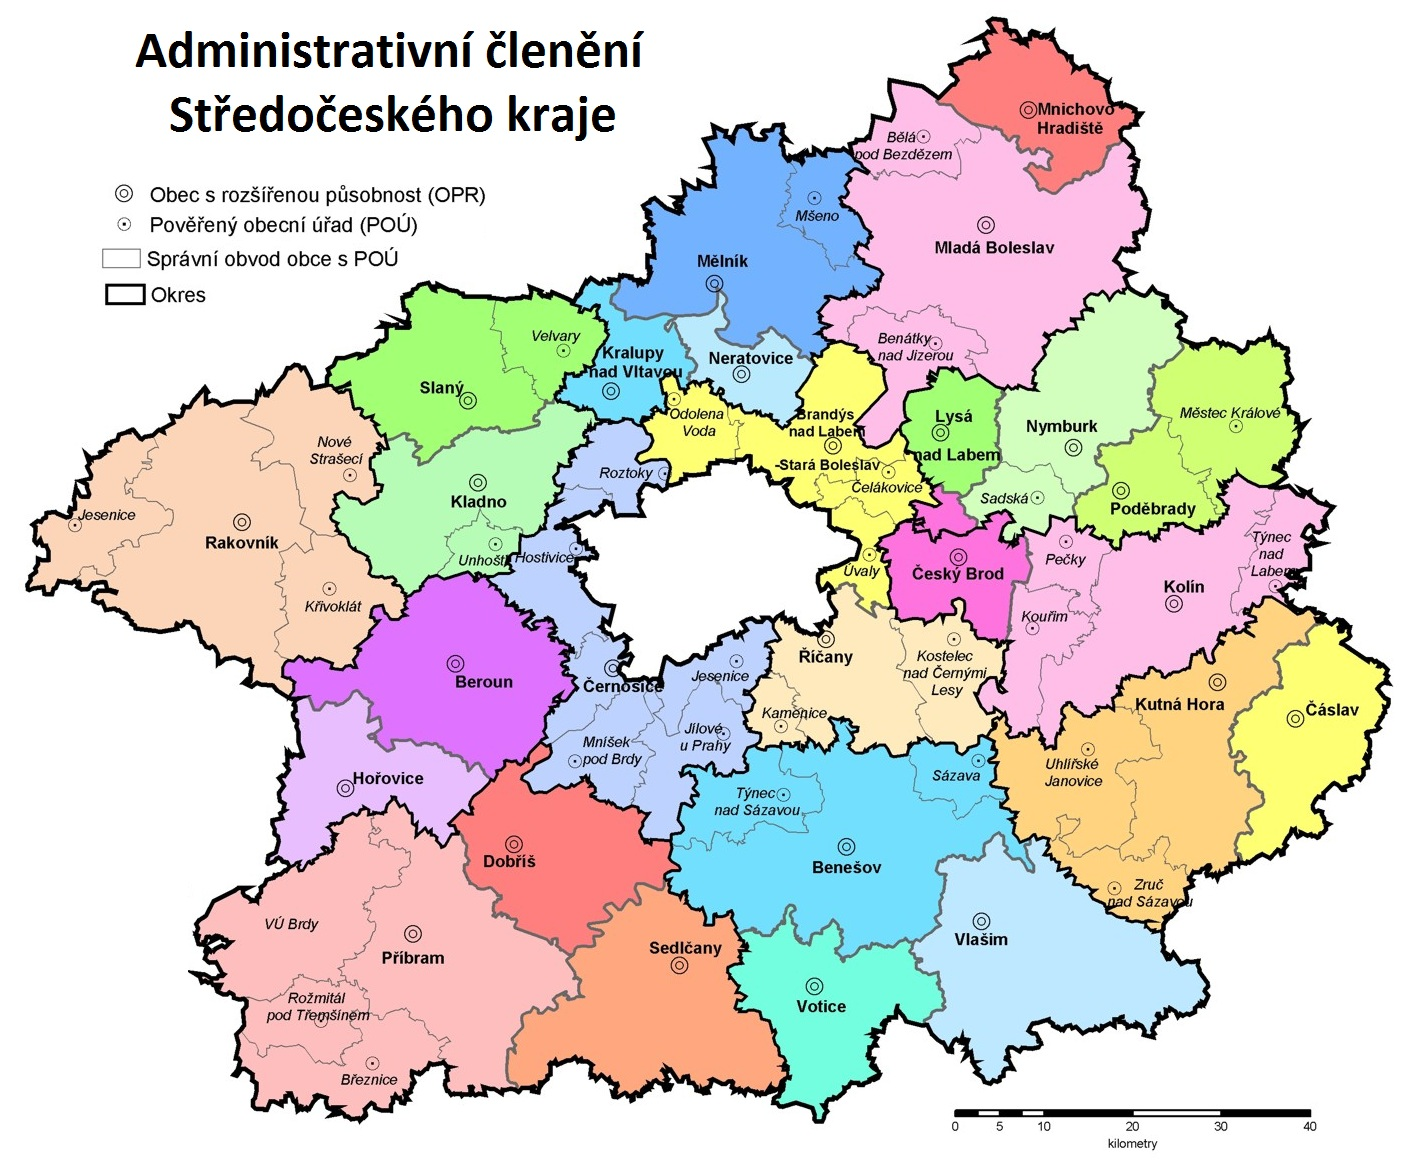 Administrativní členění
Středočeského kraje
Obec s rozšířenou působnost (OPR)
Pověřený obecní úřad (POÚ)
Správní obvod obce s POÚ
Okres
Mnichovo
Hradiště
Bělá
pod Bezdězem
Mšeno
Mladá Boleslav
Mělník
Benátky
nad Jizerou
Velvary
Kralupy
nad Vltavou
Neratovice
Slaný
Odolena
Voda
Brandýs
nad Labem
-Stará Boleslav
Čelákovice
Lysá
nad Labem
Nymburk
Městec Králové
Nové
Strašecí
Kladno
Roztoky
Sadská
Poděbrady
Jesenice
Rakovník
Unhošť
Hostivice
Úvaly
Český Brod
Pečky
Týnec
nad
Labem
Kolín
Křivoklát
Kouřim
Říčany
Kostelec
nad Černými
Lesy
Beroun
Černošice
Jesenice
Kamenice
Kutná Hora
Čáslav
Jílové
u Prahy
Mníšek
pod Brdy
Hořovice
Sázava
Uhlířské
Janovice
Týnec
nad Sázavou
Dobříš
Benešov
Zruč
nad Sázavou
VÚ Brdy
Příbram
Sedlčany
Vlašim
Rožmitál
pod Třemšínem
Votice
Březnice
0 5 10 20 30 40
kilometry